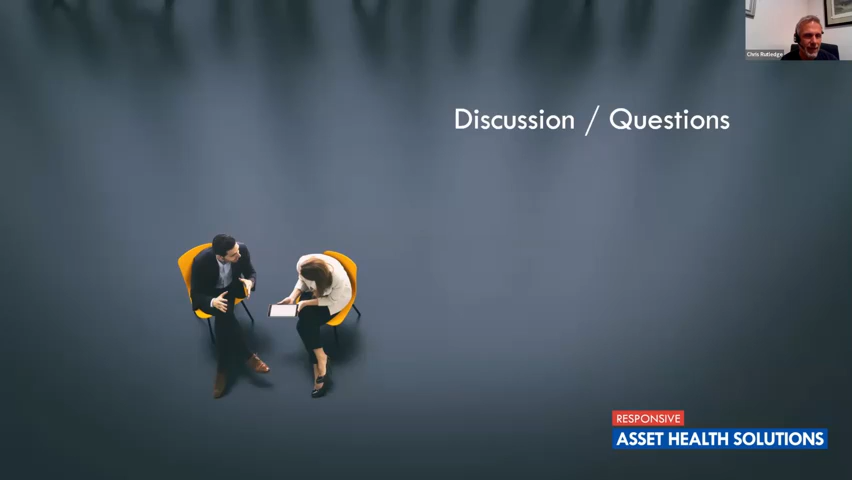 Chris Rutledge
Discussion / Questions
RESPONSIVE
ASSET HEALTH SOLUTIONS